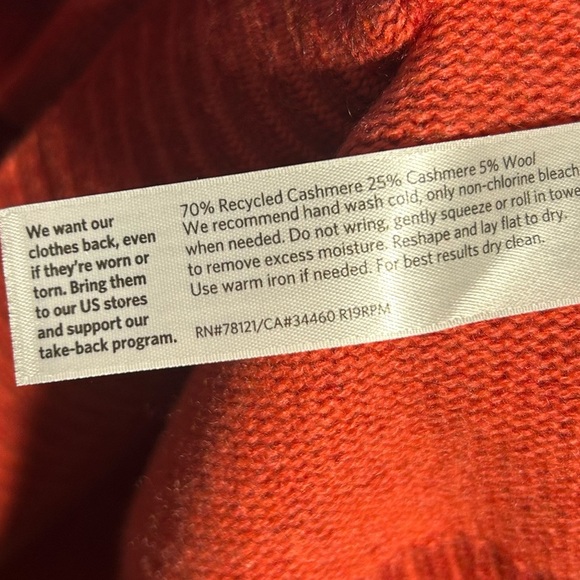 We want our
clothes back, even
if they're worn or
torn. Bring them
to our US stores
and support our
take-back program.
70% Recycled Cashmere 25% Cashmere 5% Wool
We recommend hand wash cold, only non-chlorine bleach
when needed. Do not wring, gently squeeze or roll in
to remove excess moisture. Reshape and lay flat to dry.
Use warm iron if needed. For best results dry clean.
RN#78121/CA#34460 R19RPM